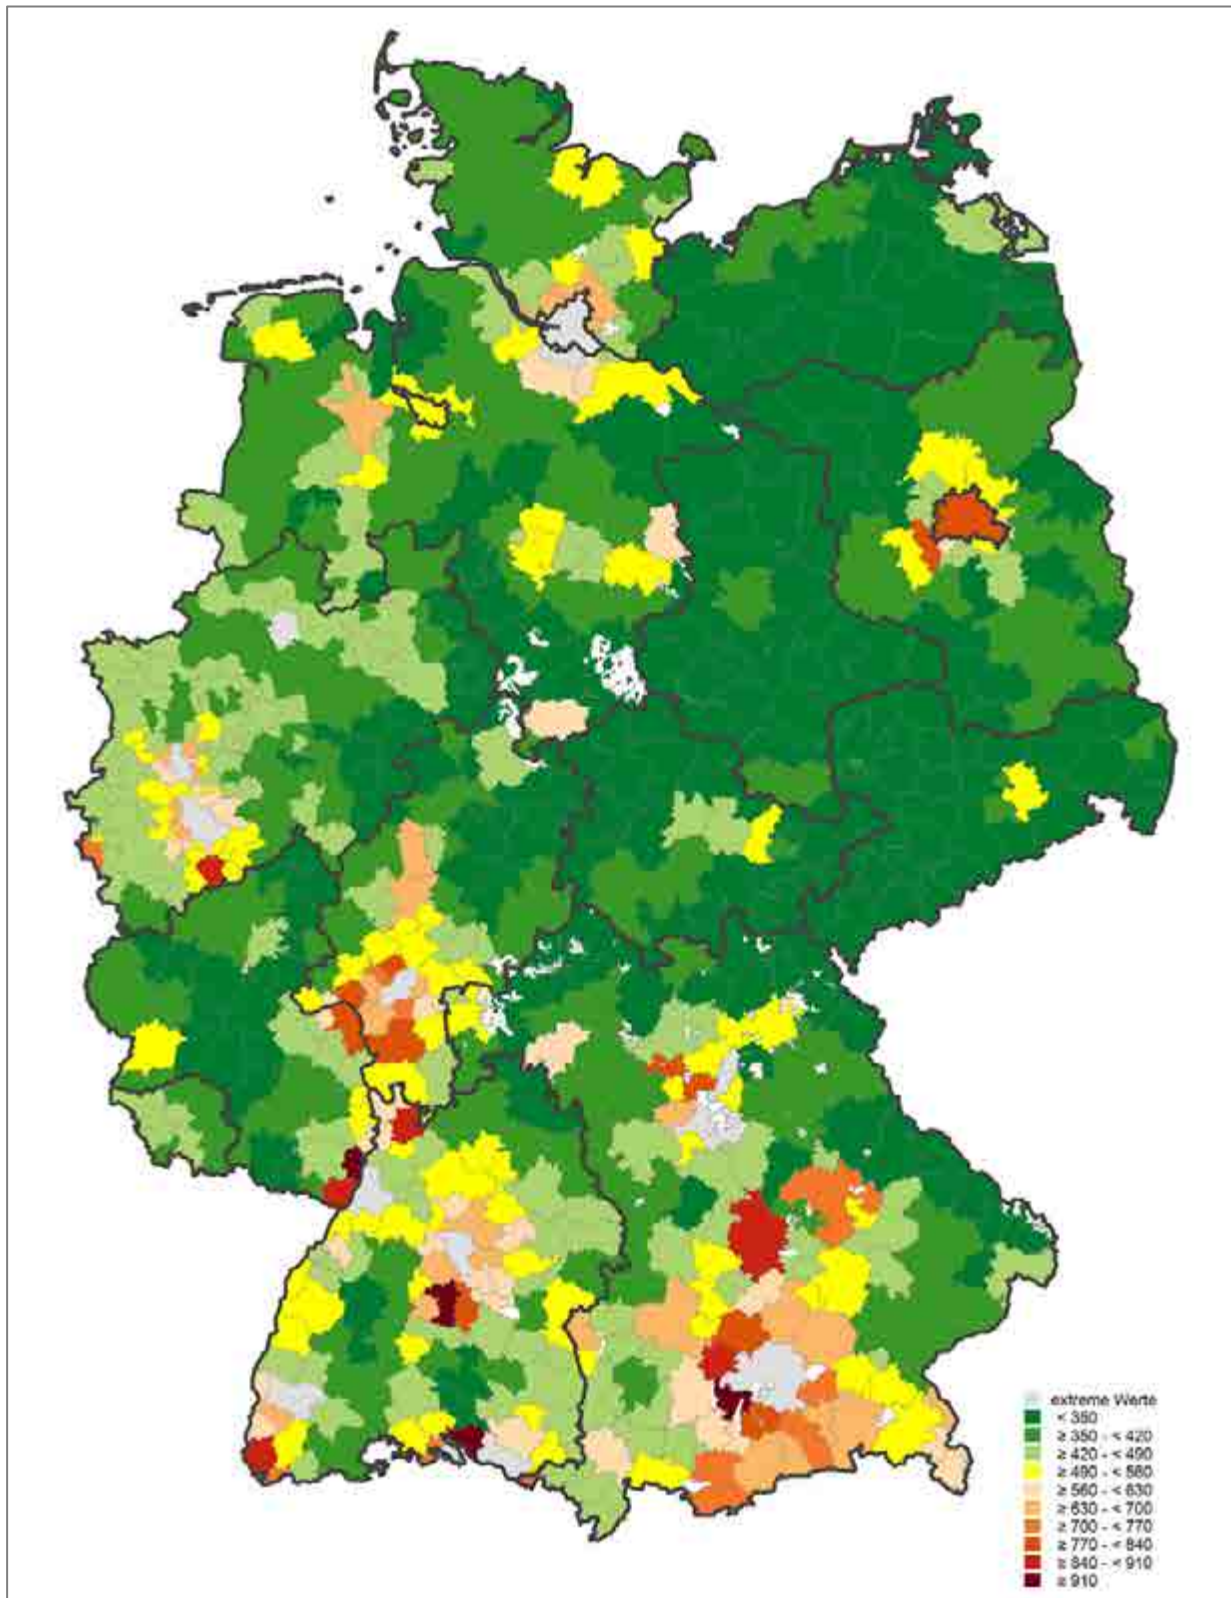 extreme Werte
< 350
≥ 350 - < 420
≥ 420 - < 490
≥ 490 - < 560
≥ 560 - < 630
≥ 630 - < 700
≥ 700 - < 770
≥ 770 - < 840
≥ 840 - < 910
≥ 910